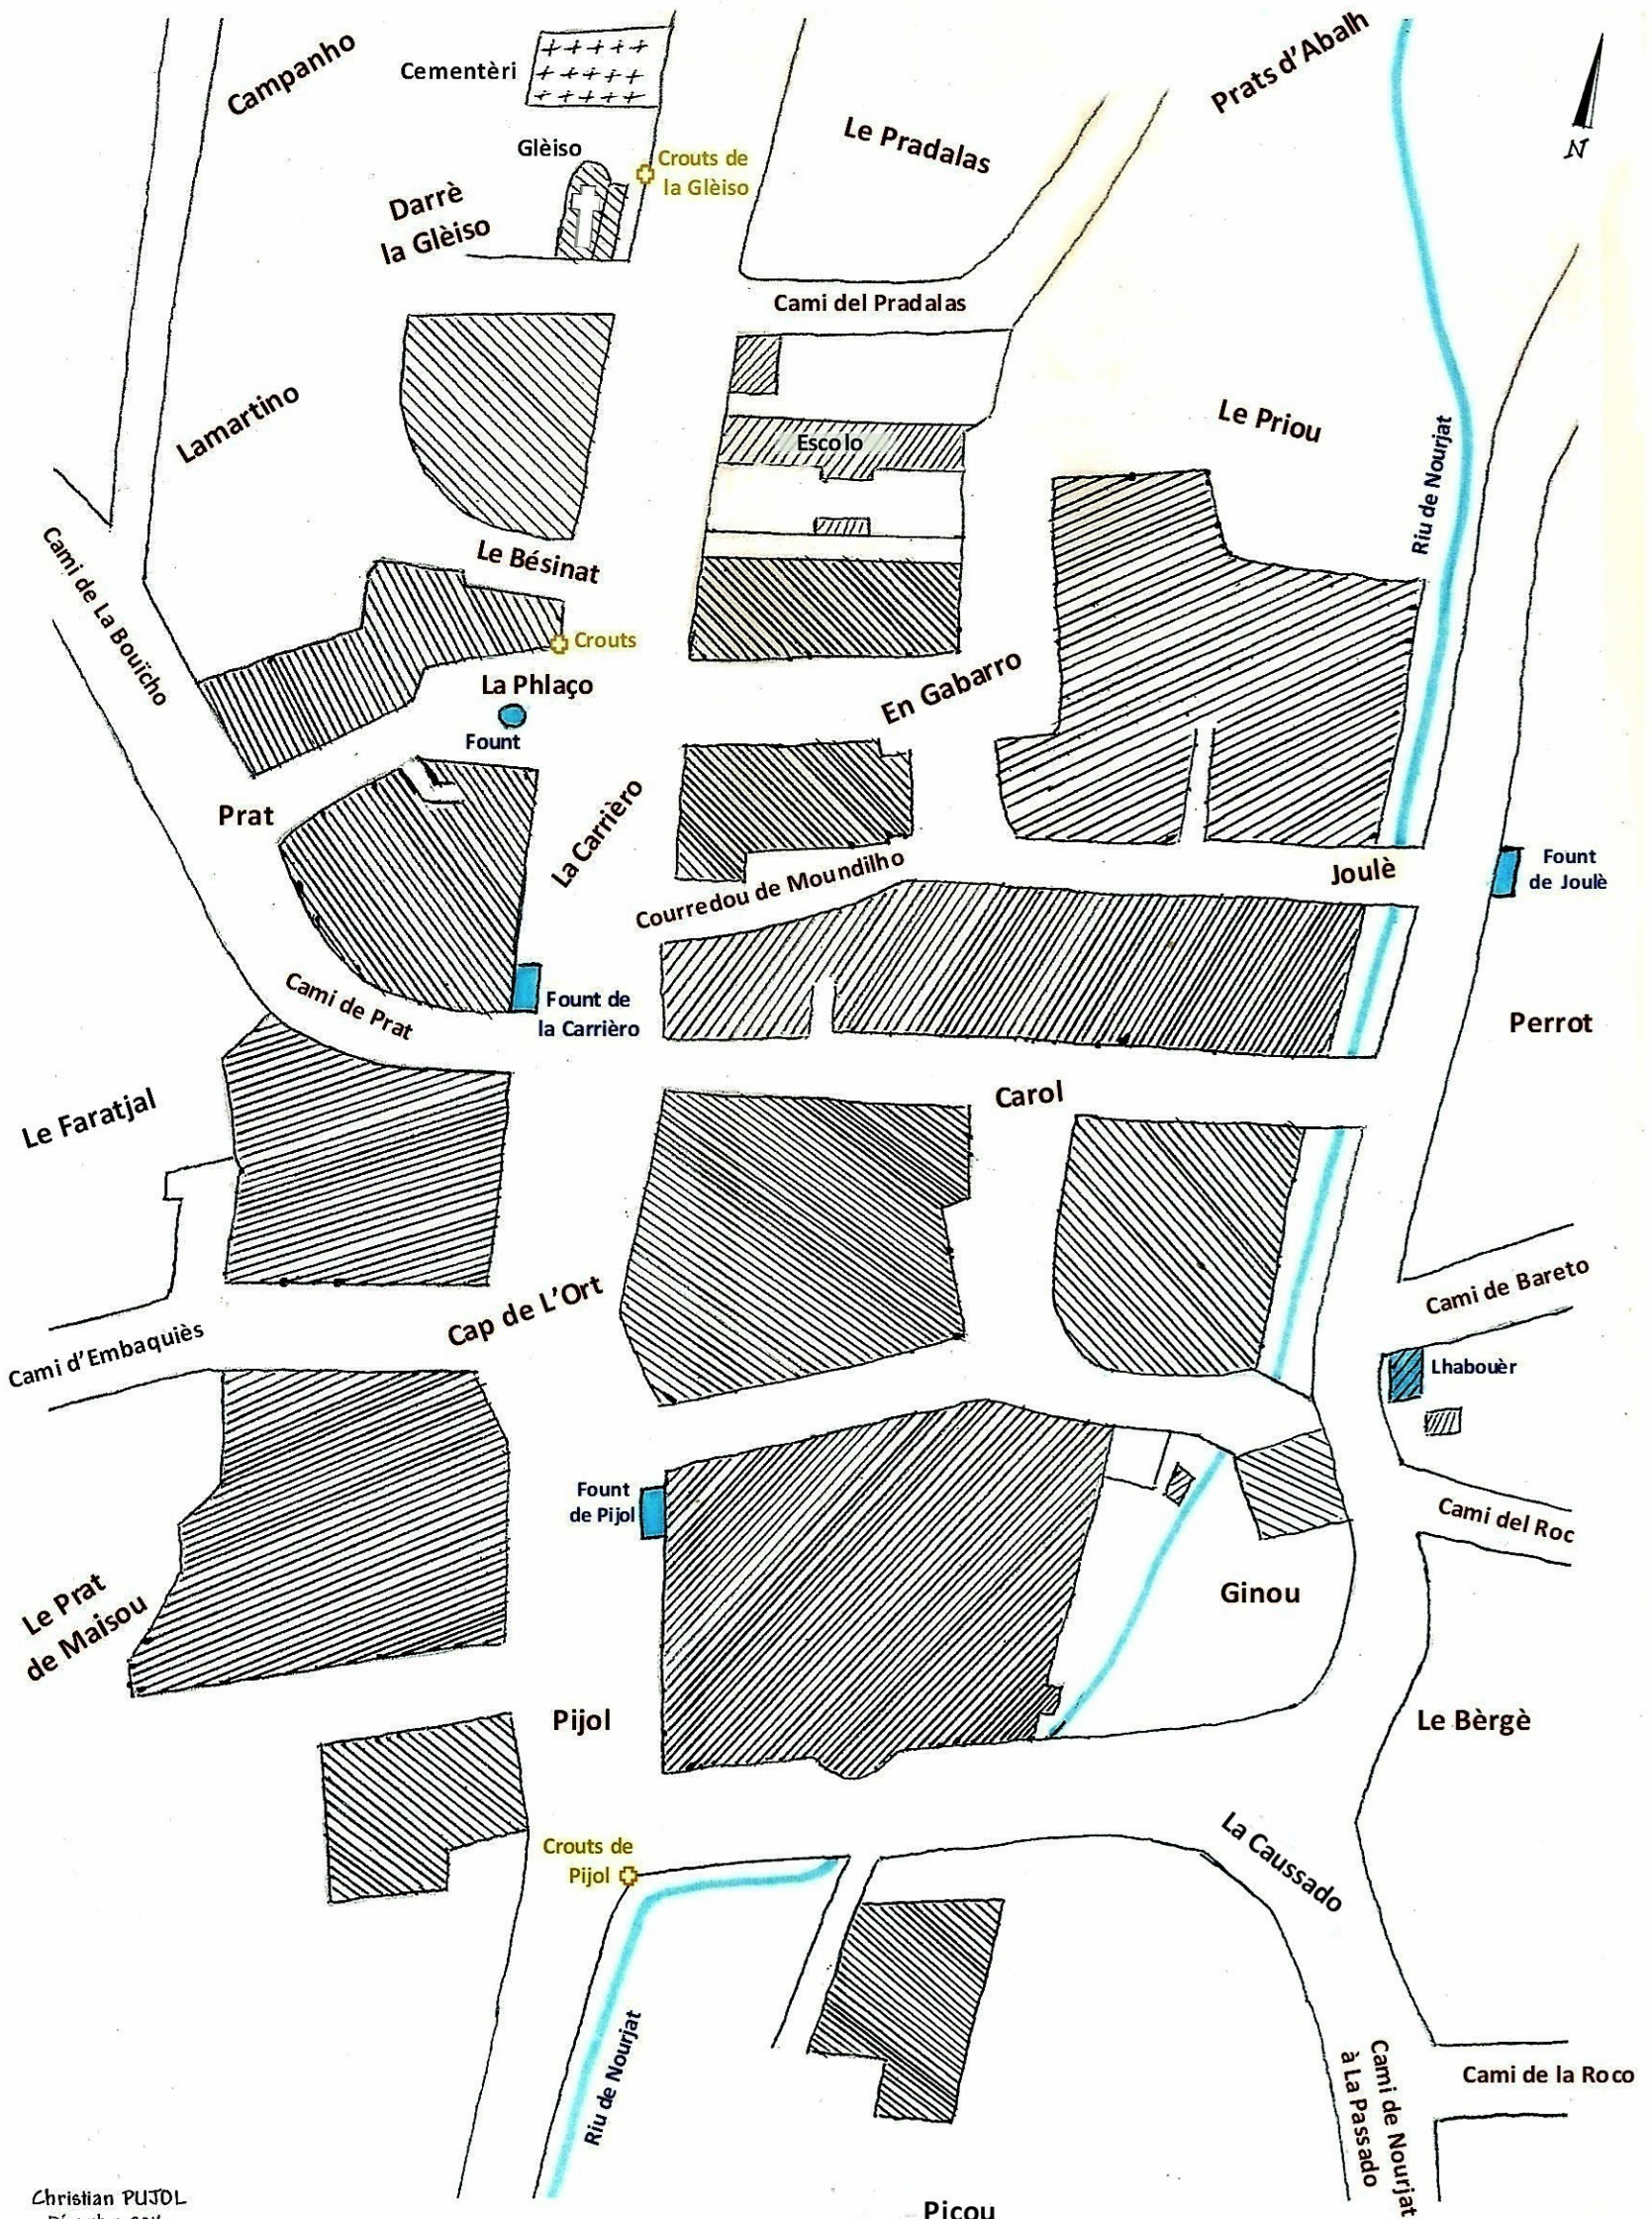 Campanho
Cementèri
Prats d'Abalh
Le Pradalas
N
Glèiso
Crouts de
la Glèiso
Darrè
la Glèiso
Cami del Pradalas
Lamartino
Le Priou
Escolo
Riu de Nourjat
Le Bésinat
Cami de La Bouïcho
Crouts
La Phlaço
En Gabarro
Fount
Prat
La Carrièro
Courredou de Moundilho
Joulè
Fount
de Joulè
Cami de Prat
Fount de
la Carrièro
Perrot
Le Faratjal
Carol
Cami de Bareto
Cap de L'Ort
Cami d'Embaquiès
Lhabouèr
Fount
de Pijol
Cami del Roc
Ginou
Le Prat
de Maisou
Pijol
Le Bèrgè
La Caussado
Crouts de
Pijol
Riu de Nourjat
Cami de Nourjat
à La Passado
Cami de la Roco
Christian PUJOL
Picou